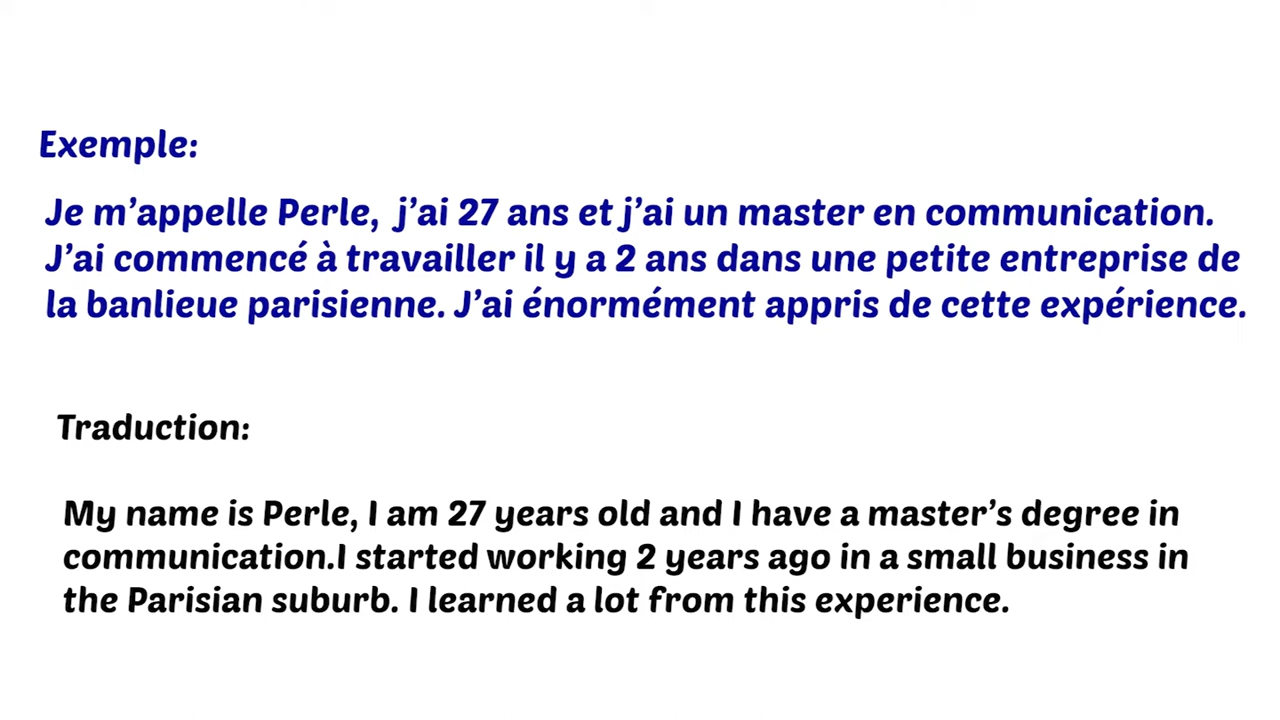 Exemple:
Je m’appelle Perle, j’ai 27 ans et j’ai un master en communication.
J’ai commencé à travailler il y a 2 ans dans une petite entreprise de
la banlieue parisienne. J’ai énormément appris de cette expérience.
Traduction:
My name is Perle, I am 27 years old and I have a master’s degree in
communication.I started working 2 years ago in a small business in
the Parisian suburb. I learned a lot from this experience.